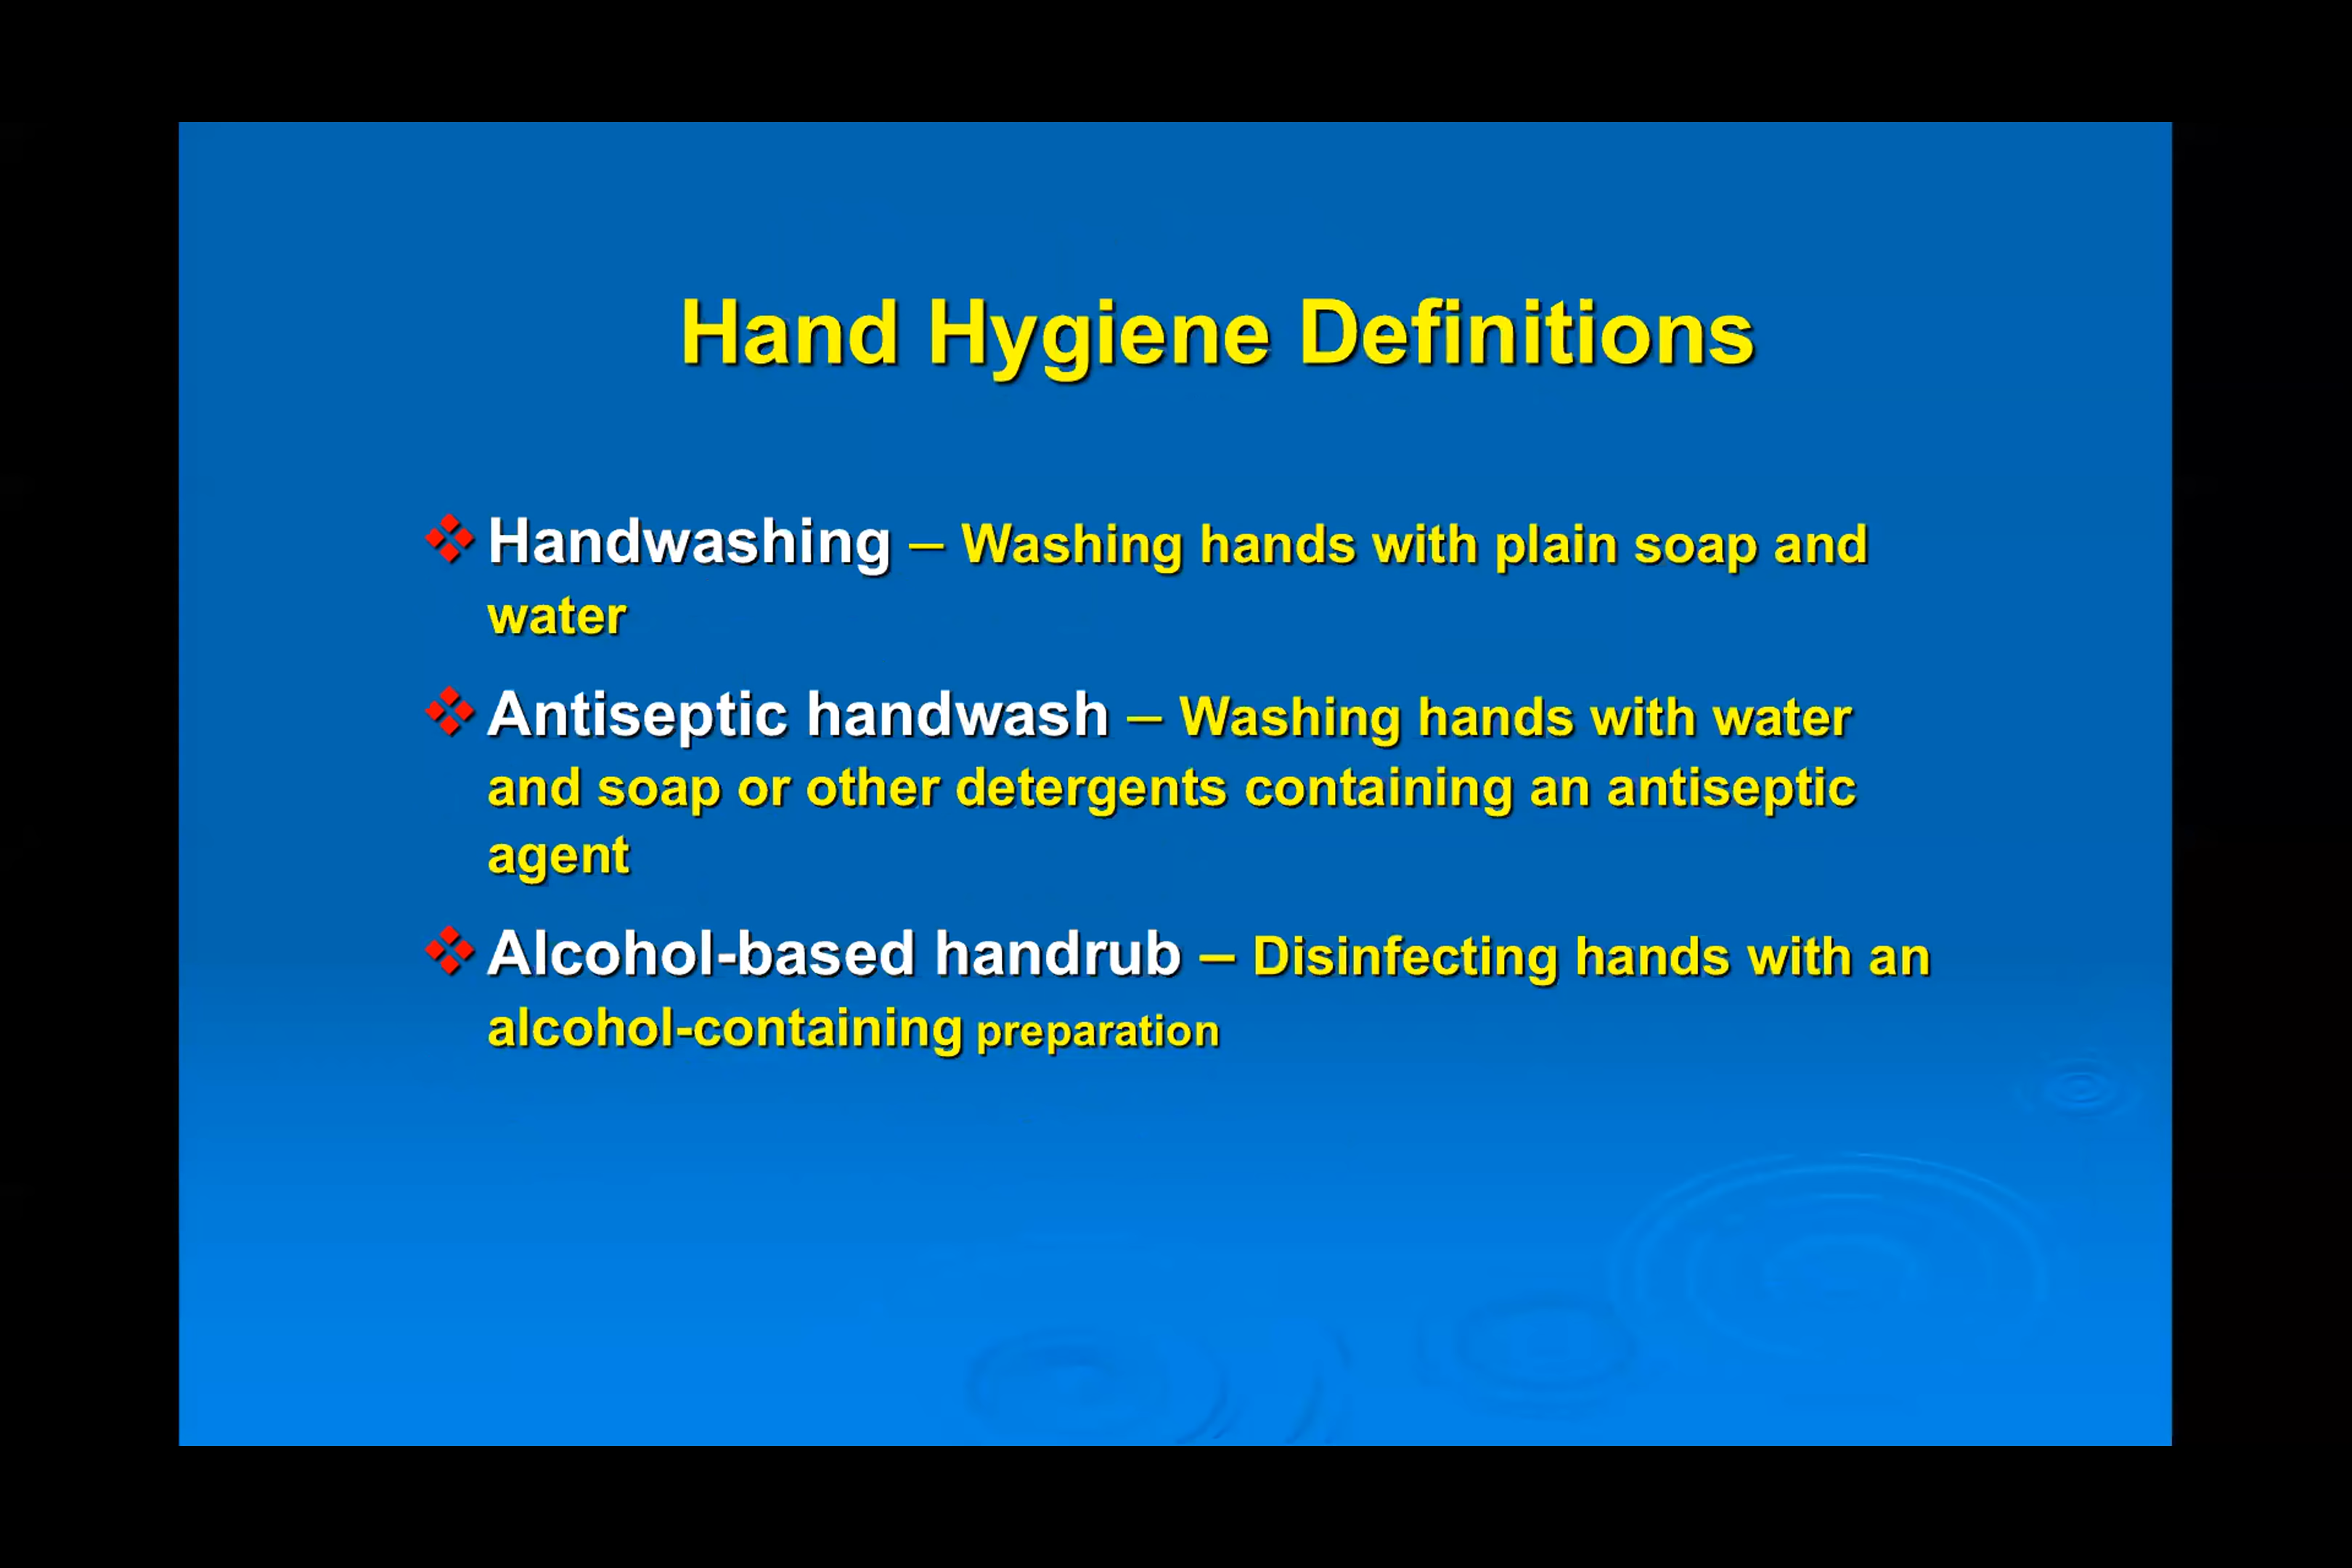 Hand Hygiene Definitions
❖ Handwashing – Washing hands with plain soap and
water
❖ Antiseptic handwash – Washing hands with water
and soap or other detergents containing an antiseptic
agent
❖ Alcohol-based handrub – Disinfecting hands with an
alcohol-containing preparation